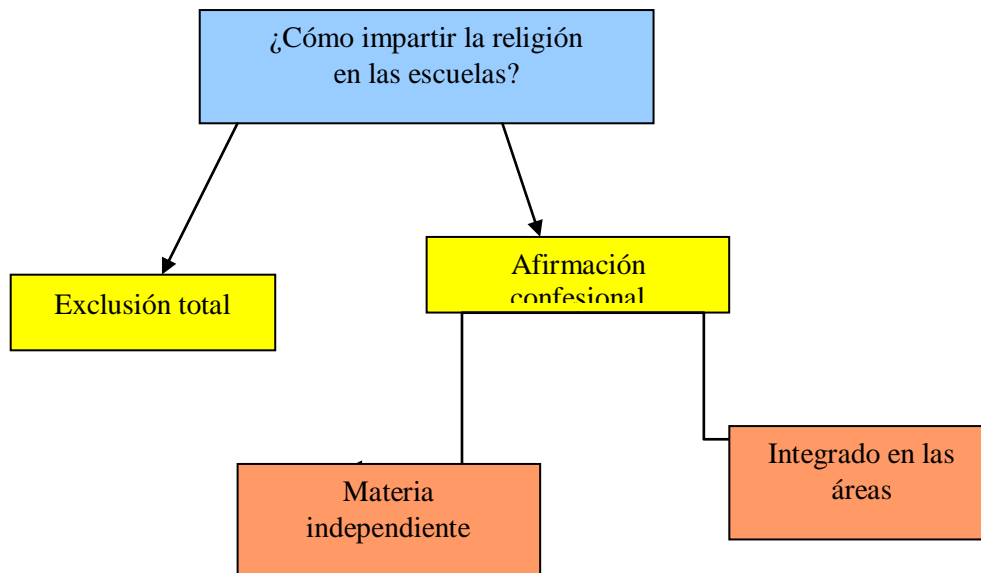 ¿Cómo impartir la religión
en las escuelas?
Afirmación
confesional
Exclusión total
Integrado en las
áreas
Materia
independiente